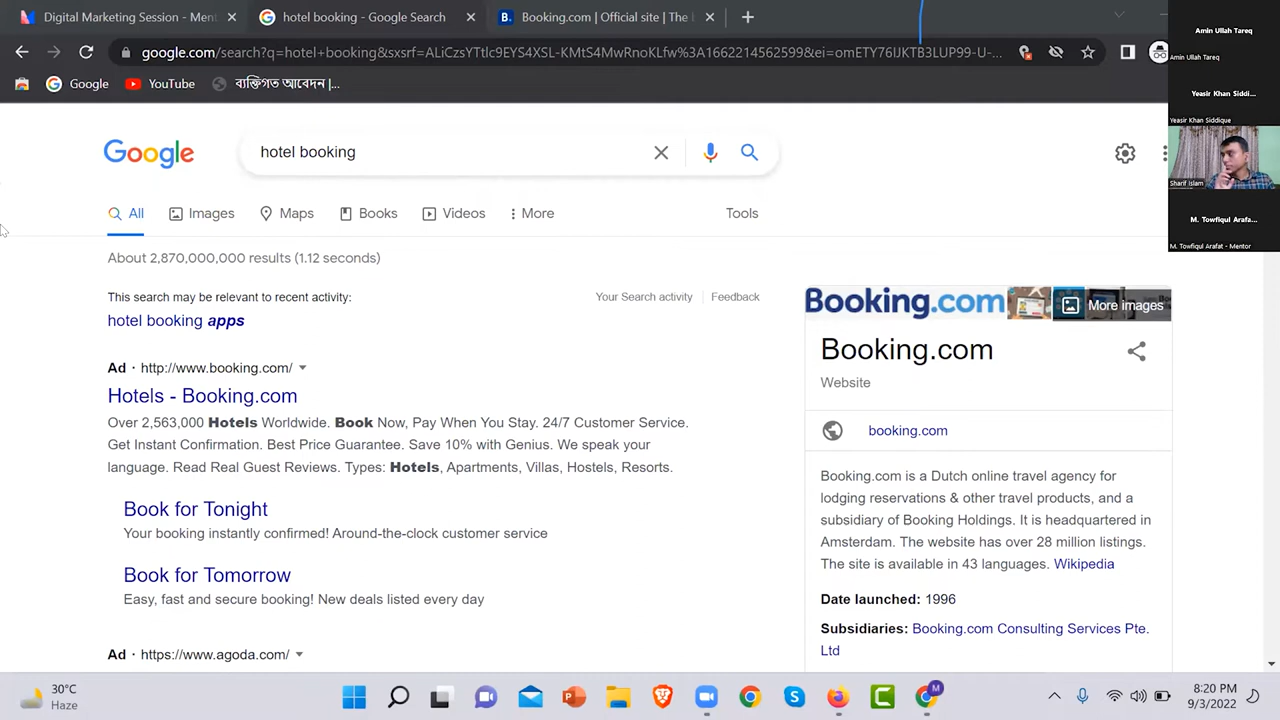 Digital Marketing Session - Ment
hotel booking - Google Search
Booking.com | Official site | The b
google.com/search?q=hotel+booking&sxsrf=ALiCzsYTtlc9EYS4XSL-KMtS4MwRnoKLfw%3A1662214562599&ei=omETY76IJKTB3LUP99-U-...
Google
YouTube
ব্যক্তিগত আবেদন |...
Amin Ullah Tareq
Amin Ullah Tareq
Yeasir Khan Siddi...
Yeasir Khan Siddique
Sharif Islam
M. Towfiqul Arafa...
M. Towfiqul Arafat - Mentor
Google
hotel booking
All
Images
Maps
Books
Videos
More
Tools
About 2,870,000,000 results (1.12 seconds)
This search may be relevant to recent activity:
Your Search activity
Feedback
hotel booking apps
Ad · http://www.booking.com/
Hotels - Booking.com
Over 2,563,000 Hotels Worldwide. Book Now, Pay When You Stay. 24/7 Customer Service.
Get Instant Confirmation. Best Price Guarantee. Save 10% with Genius. We speak your
language. Read Real Guest Reviews. Types: Hotels, Apartments, Villas, Hostels, Resorts.
Book for Tonight
Your booking instantly confirmed! Around-the-clock customer service
Book for Tomorrow
Easy, fast and secure booking! New deals listed every day
Ad · https://www.agoda.com/
Booking.com
More images
Booking.com
Website
booking.com
Booking.com is a Dutch online travel agency for
lodging reservations & other travel products, and a
subsidiary of Booking Holdings. It is headquartered in
Amsterdam. The website has over 28 million listings.
The site is available in 43 languages. Wikipedia
Date launched: 1996
Subsidiaries: Booking.com Consulting Services Pte.
Ltd
30°C
Haze
8:20 PM
9/3/2022